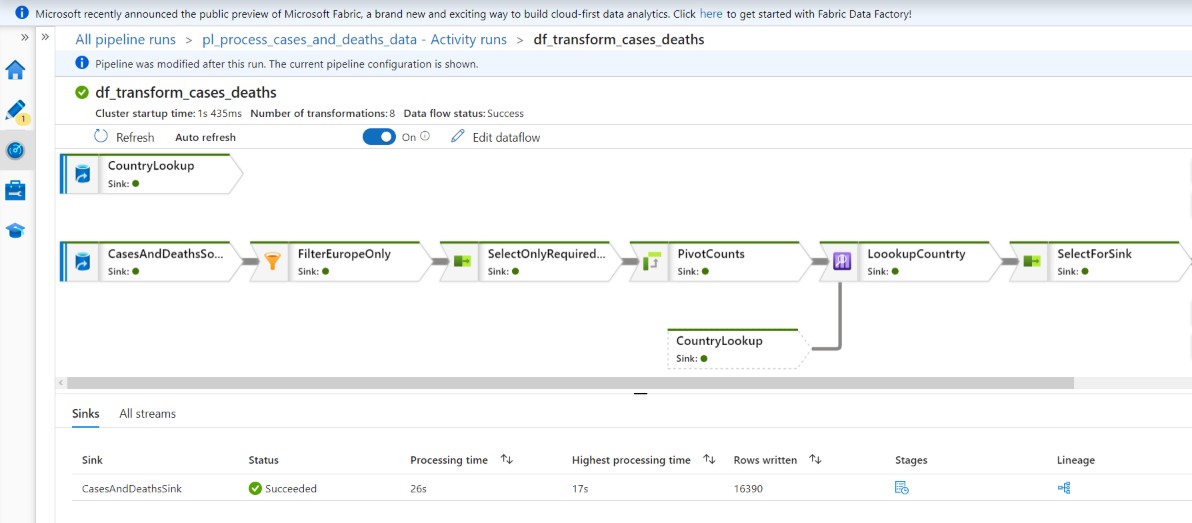 Microsoft recently announced the public preview of Microsoft Fabric, a brand new and exciting way to build cloud-first data analytics. Click here to get started with Fabric Data Factory!
» » All pipeline runs > pl_process_cases_and_deaths_data - Activity runs > df_transform_cases_deaths
Pipeline was modified after this run. The current pipeline configuration is shown.
df_transform_cases_deaths
Cluster startup time: 1s 435ms Number of transformations: 8 Data flow status: Success
1
Refresh Auto refresh On Edit dataflow
CountryLookup
Sink:
CasesAndDeathsSo... FilterEuropeOnly SelectOnlyRequired... PivotCounts LoookupCountrty SelectForSink
Sink: Sink: Sink: Sink: Sink: Sink:
CountryLookup
Sink:
Sinks All streams
Sink Status Processing time Highest processing time Rows written Stages Lineage
CasesAndDeathsSink Succeeded 26s 17s 16390